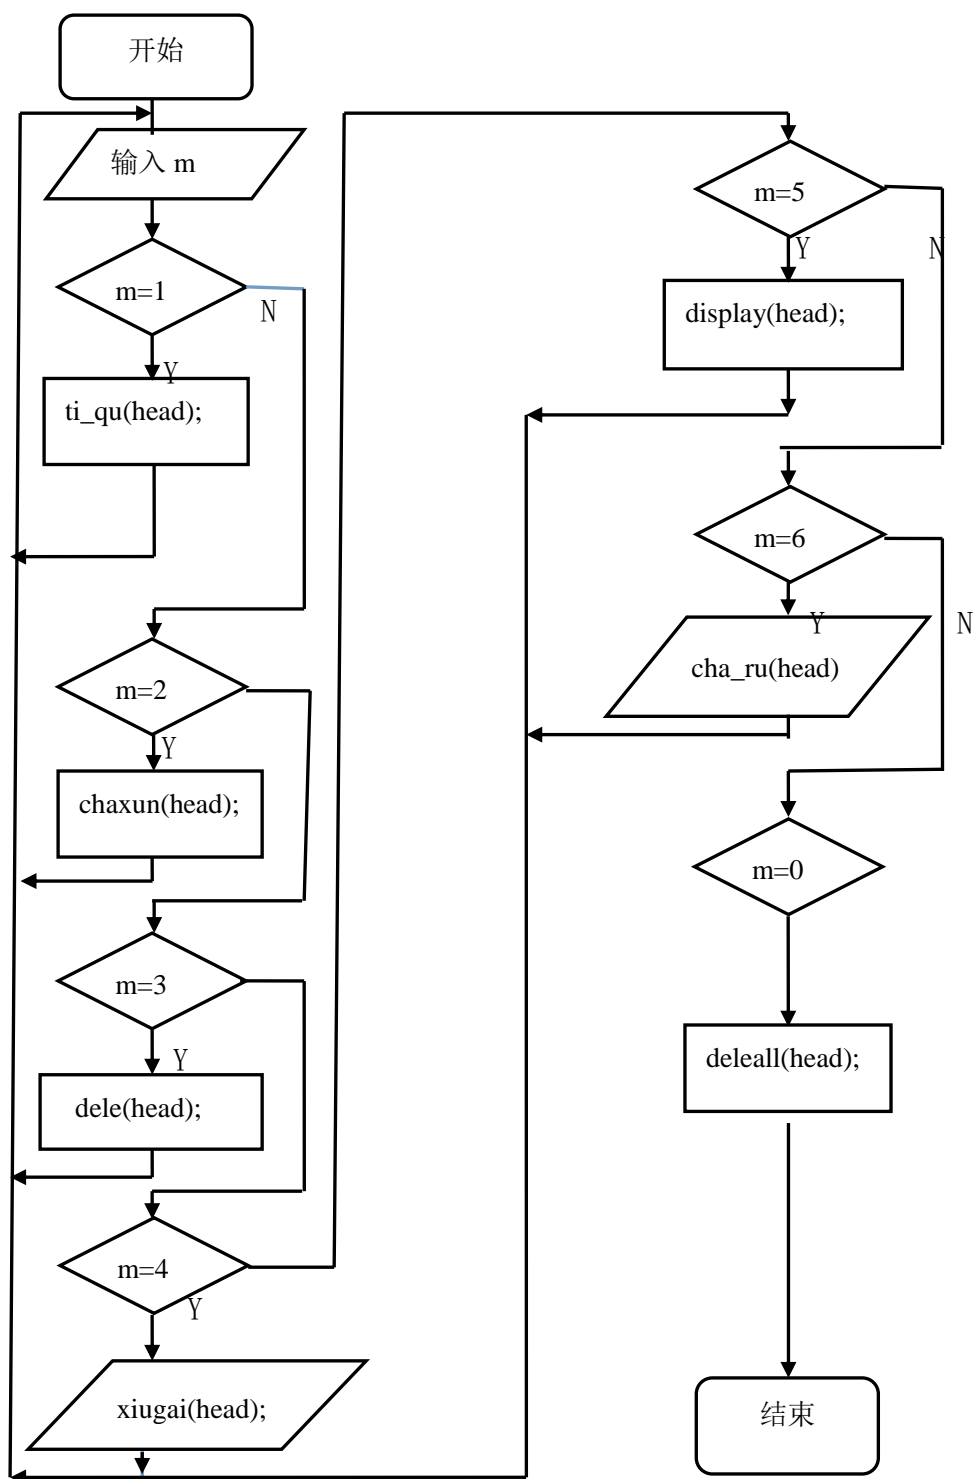 开始
输入 m
m=1
N
Y
ti_qu(head);
m=2
Y
chaxun(head);
m=3
Y
dele(head);
m=4
Y
xiugai(head);
m=5
Y
N
display(head);
m=6
Y
N
cha_ru(head)
m=0
deleall(head);
结束